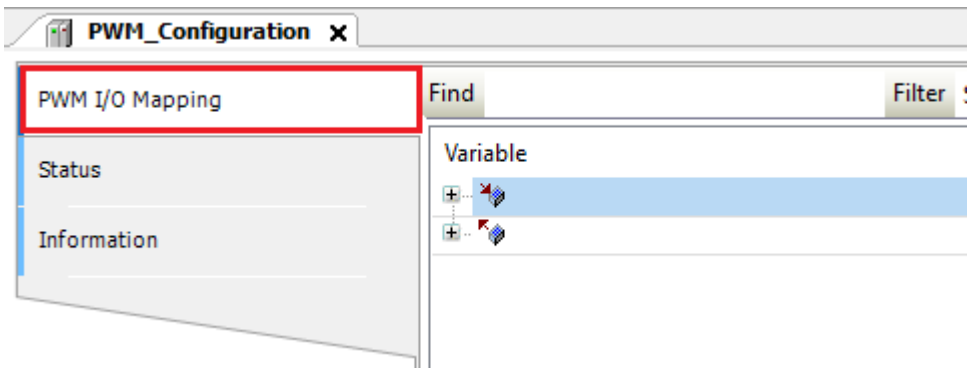 PWM_Configuration
PWM I/O Mapping
Find
Filter
Variable
Status
Information